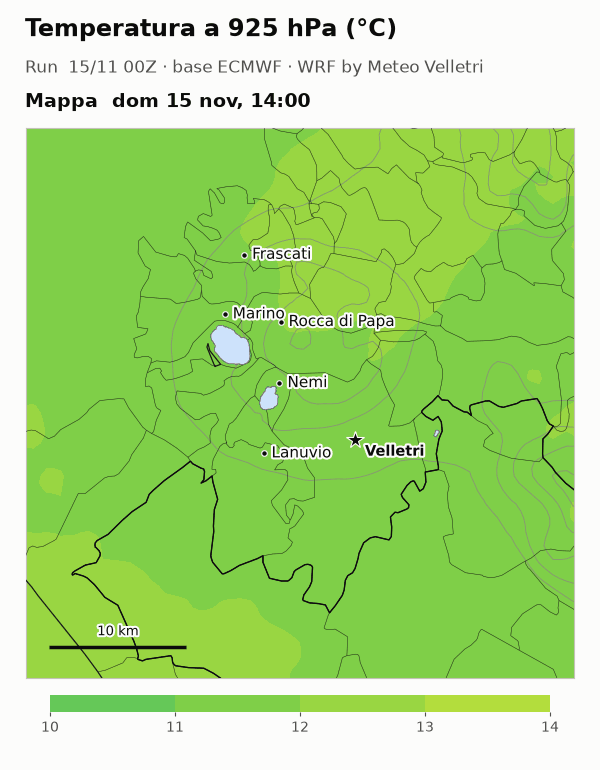 Temperatura a 925 hPa (°C)
Run  15/11 00Z · base ECMWF · WRF by Meteo Velletri
Mappa  dom 15 nov, 14:00
Frascati
Marino
Rocca di Papa
Nemi
Velletri
Lanuvio
10 km
10 11 12 13 14